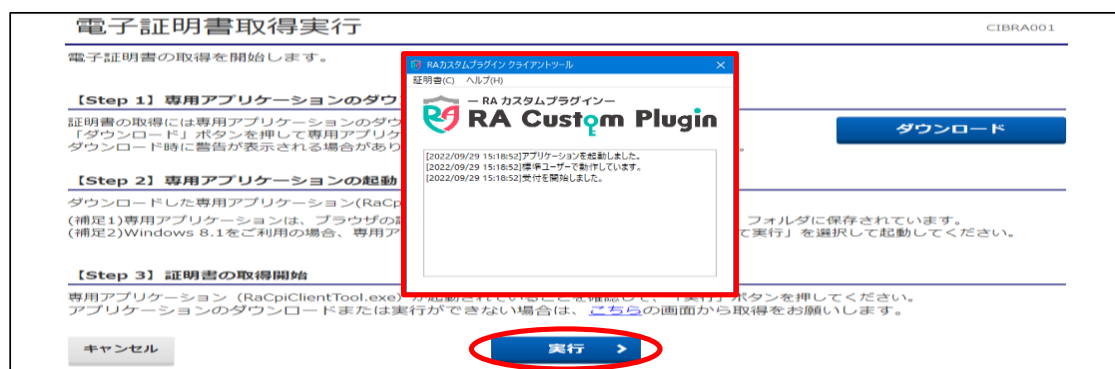 電子証明書取得実行
CIBRA001
電子証明書の取得を開始します。
【Step 1】専用アプリケーションのダウ
証明書の取得には専用アプリケーションのダウ
「ダウンロード」ボタンを押して専用アプリケ
ダウンロード時に警告が表示される場合があり
ダウンロード
【Step 2】専用アプリケーションの起動
ダウンロードした専用アプリケーション(RaCp
(補足1)専用アプリケーションは、ブラウザの
フォルダに保存されています。
(補足2)Windows 8.1をご利用の場合、専用ア
て実行」を選択して起動してください。
【Step 3】証明書の取得開始
専用アプリケーション（RaCpiClientTool.exe）が起動されていることを確認して、「実行」ボタンを押してください。
アプリケーションのダウンロードまたは実行ができない場合は、こちらの画面から取得をお願いします。
キャンセル
実行 >
RAカスタムプラグイン クライアントツール ×
証明書(C) ヘルプ(H)
RA
ー RA カスタムプラグインー
RA Custom Plugin
[2022/09/29 15:18:52]アプリケーションを起動しました。
[2022/09/29 15:18:52]標準ユーザーで動作しています。
[2022/09/29 15:18:52]受付を開始しました。